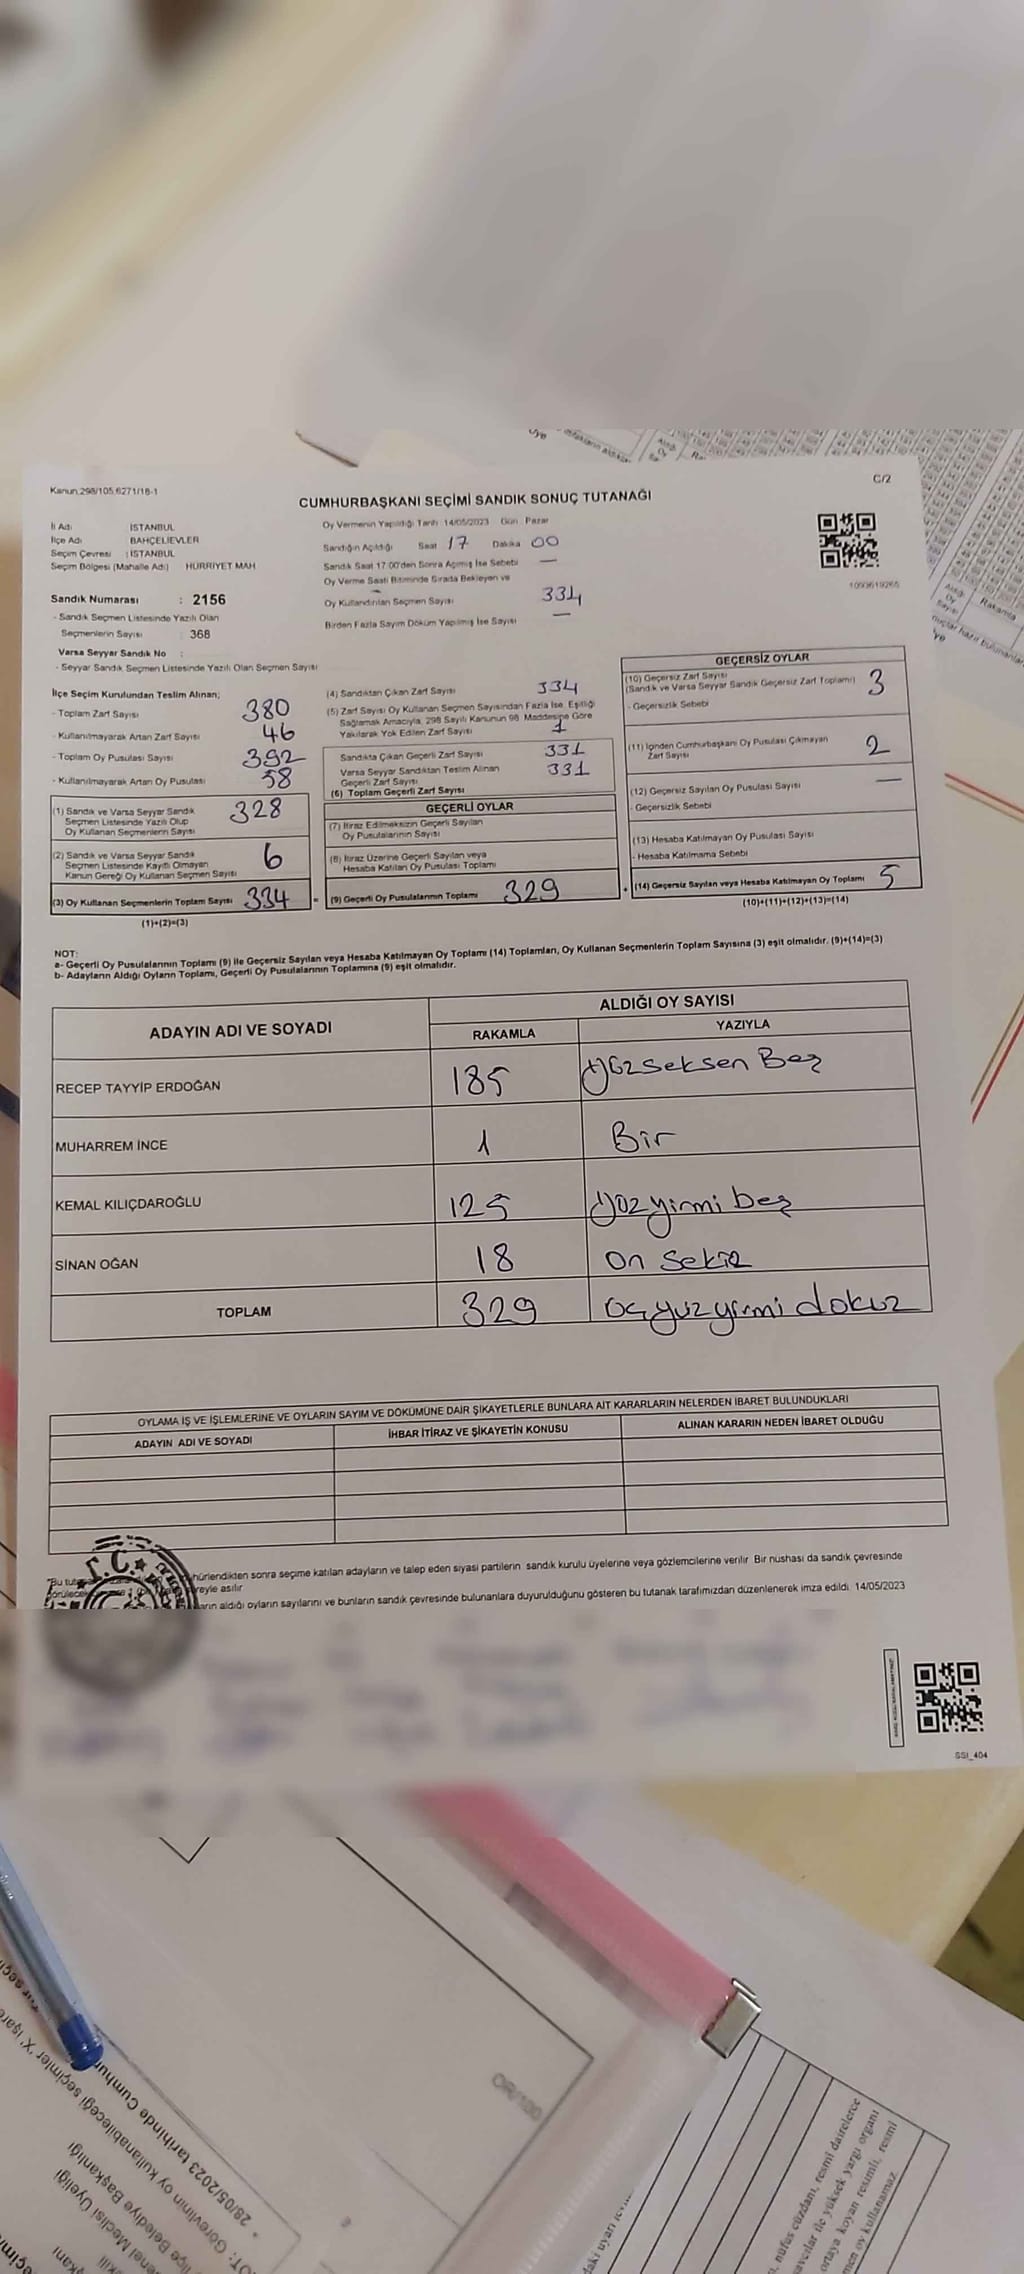 C/2
Kanun,298/105,6271/18-1
CUMHURBAŞKANI SEÇİMİ SANDIK SONUÇ TUTANAĞI
İl Adı : İSTANBUL
İlçe Adı : BAHÇELİEVLER
Seçim Çevresi : İSTANBUL
Seçim Bölgesi (Mahalle Adı) HÜRRİYET MAH
Sandık Numarası : 2156
- Sandık Seçmen Listesinde Yazılı Olan
Seçmenlerin Sayısı : 368
Varsa Seyyar Sandık No :
- Seyyar Sandık Seçmen Listesinde Yazılı Olan Seçmen Sayısı
Oy Vermenin Yapıldığı Tarih 14/05/2023 Gün Pazar
Sandığın Açıldığı Saat 17 Dakika 00
Sandık Saat 17:00'den Sonra Açılmış İse Sebebi —
Oy Verme Saati Bitiminde Sırada Bekleyen ve
Oy Kullandırılan Seçmen Sayısı 334
Birden Fazla Sayım Döküm Yapılmış İse Sayısı —
1093619265
İlçe Seçim Kurulundan Teslim Alınan;
- Toplam Zarf Sayısı 380
- Kullanılmayarak Artan Zarf Sayısı 46
- Toplam Oy Pusulası Sayısı 392
- Kullanılmayarak Artan Oy Pusulası 58
(1) Sandık ve Varsa Seyyar Sandık
Seçmen Listesinde Yazılı Olup
Oy Kullanan Seçmenlerin Sayısı 328
(2) Sandık ve Varsa Seyyar Sandık
Seçmen Listesinde Kayıtlı Olmayan
Kanun Gereği Oy Kullanan Seçmen Sayısı 6
(3) Oy Kullanan Seçmenlerin Toplam Sayısı 334 =
(1)+(2)=(3)
(4) Sandıktan Çıkan Zarf Sayısı 334
(5) Zarf Sayısı Oy Kullanan Seçmen Sayısından Fazla İse, Eşitliği
Sağlamak Amacıyla, 298 Sayılı Kanunun 98. Maddesine Göre
Yakılarak Yok Edilen Zarf Sayısı 1
Sandıkta Çıkan Geçerli Zarf Sayısı 331
Varsa Seyyar Sandıktan Teslim Alınan
Geçerli Zarf Sayısı 331
(6) Toplam Geçerli Zarf Sayısı
GEÇERLİ OYLAR
(7) İtiraz Edilmeksizin Geçerli Sayılan
Oy Pusulalarının Sayısı
(8) İtiraz Üzerine Geçerli Sayılan veya
Hesaba Katılan Oy Pusulası Toplamı
(9) Geçerli Oy Pusulalarının Toplamı 329 +
GEÇERSİZ OYLAR
(10) Geçersiz Zarf Sayısı
(Sandık ve Varsa Seyyar Sandık Geçersiz Zarf Toplamı) 3
- Geçersizlik Sebebi
(11) İçinden Cumhurbaşkanı Oy Pusulası Çıkmayan
Zarf Sayısı 2
(12) Geçersiz Sayılan Oy Pusulası Sayısı —
- Geçersizlik Sebebi
(13) Hesaba Katılmayan Oy Pusulası Sayısı
- Hesaba Katılmama Sebebi
(14) Geçersiz Sayılan veya Hesaba Katılmayan Oy Toplamı 5
(10)+(11)+(12)+(13)=(14)
NOT:
a- Geçerli Oy Pusulalarının Toplamı (9) ile Geçersiz Sayılan veya Hesaba Katılmayan Oy Toplamı (14) Toplamları, Oy Kullanan Seçmenlerin Toplam Sayısına (3) eşit olmalıdır. (9)+(14)=(3)
b- Adayların Aldığı Oyların Toplamı, Geçerli Oy Pusulalarının Toplamına (9) eşit olmalıdır.
ADAYIN ADI VE SOYADI ALDIĞI OY SAYISI
RAKAMLA YAZIYLA
RECEP TAYYİP ERDOĞAN 185 yüzseksen Beş
MUHARREM İNCE 1 Bir
KEMAL KILIÇDAROĞLU 125 yüzyirmi beş
SİNAN OĞAN 18 on sekiz
TOPLAM 329 üçyüzyirmi dokuz
OYLAMA İŞ VE İŞLEMLERİNE VE OYLARIN SAYIM VE DÖKÜMÜNE DAİR ŞİKAYETLERLE BUNLARA AİT KARARLARIN NELERDEN İBARET BULUNDUKLARI
ADAYIN ADI VE SOYADI İHBAR İTİRAZ VE ŞİKAYETİN KONUSU ALINAN KARARIN NEDEN İBARET OLDUĞU
T.C.
hürlendikten sonra seçime katılan adayların ve talep eden siyasi partilerin sandık kurulu üyelerine veya gözlemcilerine verilir. Bir nüshası da sandık çevresinde
reyle asılır
arın aldığı oyların sayılarını ve bunların sandık çevresinde bulunanlara duyurulduğunu gösteren bu tutanak tarafımızdan düzenlenerek imza edildi. 14/05/2023
SSI_404
28/05/2023 tarihinde Cumhur
OT: Görevlinin oy kullanabileceği seçimler 'X' işare
İlçe Belediye Başkanlığı
enel Meclisi Üyeliği
, nüfus cüzdanı, resmi dairelerce
avcılar ile yüksek yargı organı
ortaya koyan resimli, resmi
men oy kullanamaz.